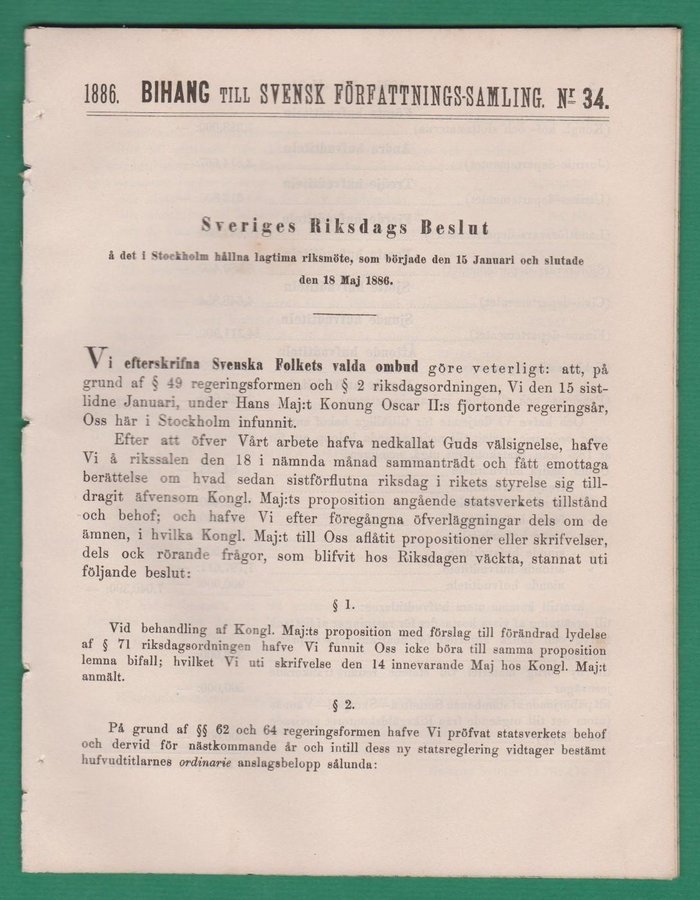 1886. BIHANG TILL SVENSK FÖRFATTNINGS-SAMLING. Nr 34.
Sveriges Riksdags Beslut
å det i Stockholm hållna lagtima riksmöte, som började den 15 Januari och slutade
den 18 Maj 1886.
Vi efterskrifna Svenska Folkets valda ombud göre veterligt: att, på
grund af § 49 regeringsformen och § 2 riksdagsordningen, Vi den 15 sist-
lidne Januari, under Hans Maj:t Konung Oscar II:s fjortonde regeringsår,
Oss här i Stockholm infunnit.
Efter att öfver Vårt arbete hafva nedkallat Guds välsignelse, hafve
Vi å rikssalen den 18 i nämnda månad sammanträdt och fått emottaga
berättelse om hvad sedan sistförflutna riksdag i rikets styrelse sig till-
dragit äfvensom Kongl. Maj:ts proposition angående statsverkets tillstånd
och behof; och hafve Vi efter föregångna öfverläggningar dels om de
ämnen, i hvilka Kongl. Maj:t till Oss aflåtit propositioner eller skrifvelser,
dels ock rörande frågor, som blifvit hos Riksdagen väckta, stannat uti
följande beslut:
§ 1.
Vid behandling af Kongl. Maj:ts proposition med förslag till förändrad lydelse
af § 71 riksdagsordningen hafve Vi funnit Oss icke böra till samma proposition
lemna bifall; hvilket Vi uti skrifvelse den 14 innevarande Maj hos Kongl. Maj:t
anmält.
§ 2.
På grund af §§ 62 och 64 regeringsformen hafve Vi pröfvat statsverkets behof
och dervid för nästkommande år och intill dess ny statsreglering vidtager bestämt
hufvudtitlarnes ordinarie anslagsbelopp sålunda: